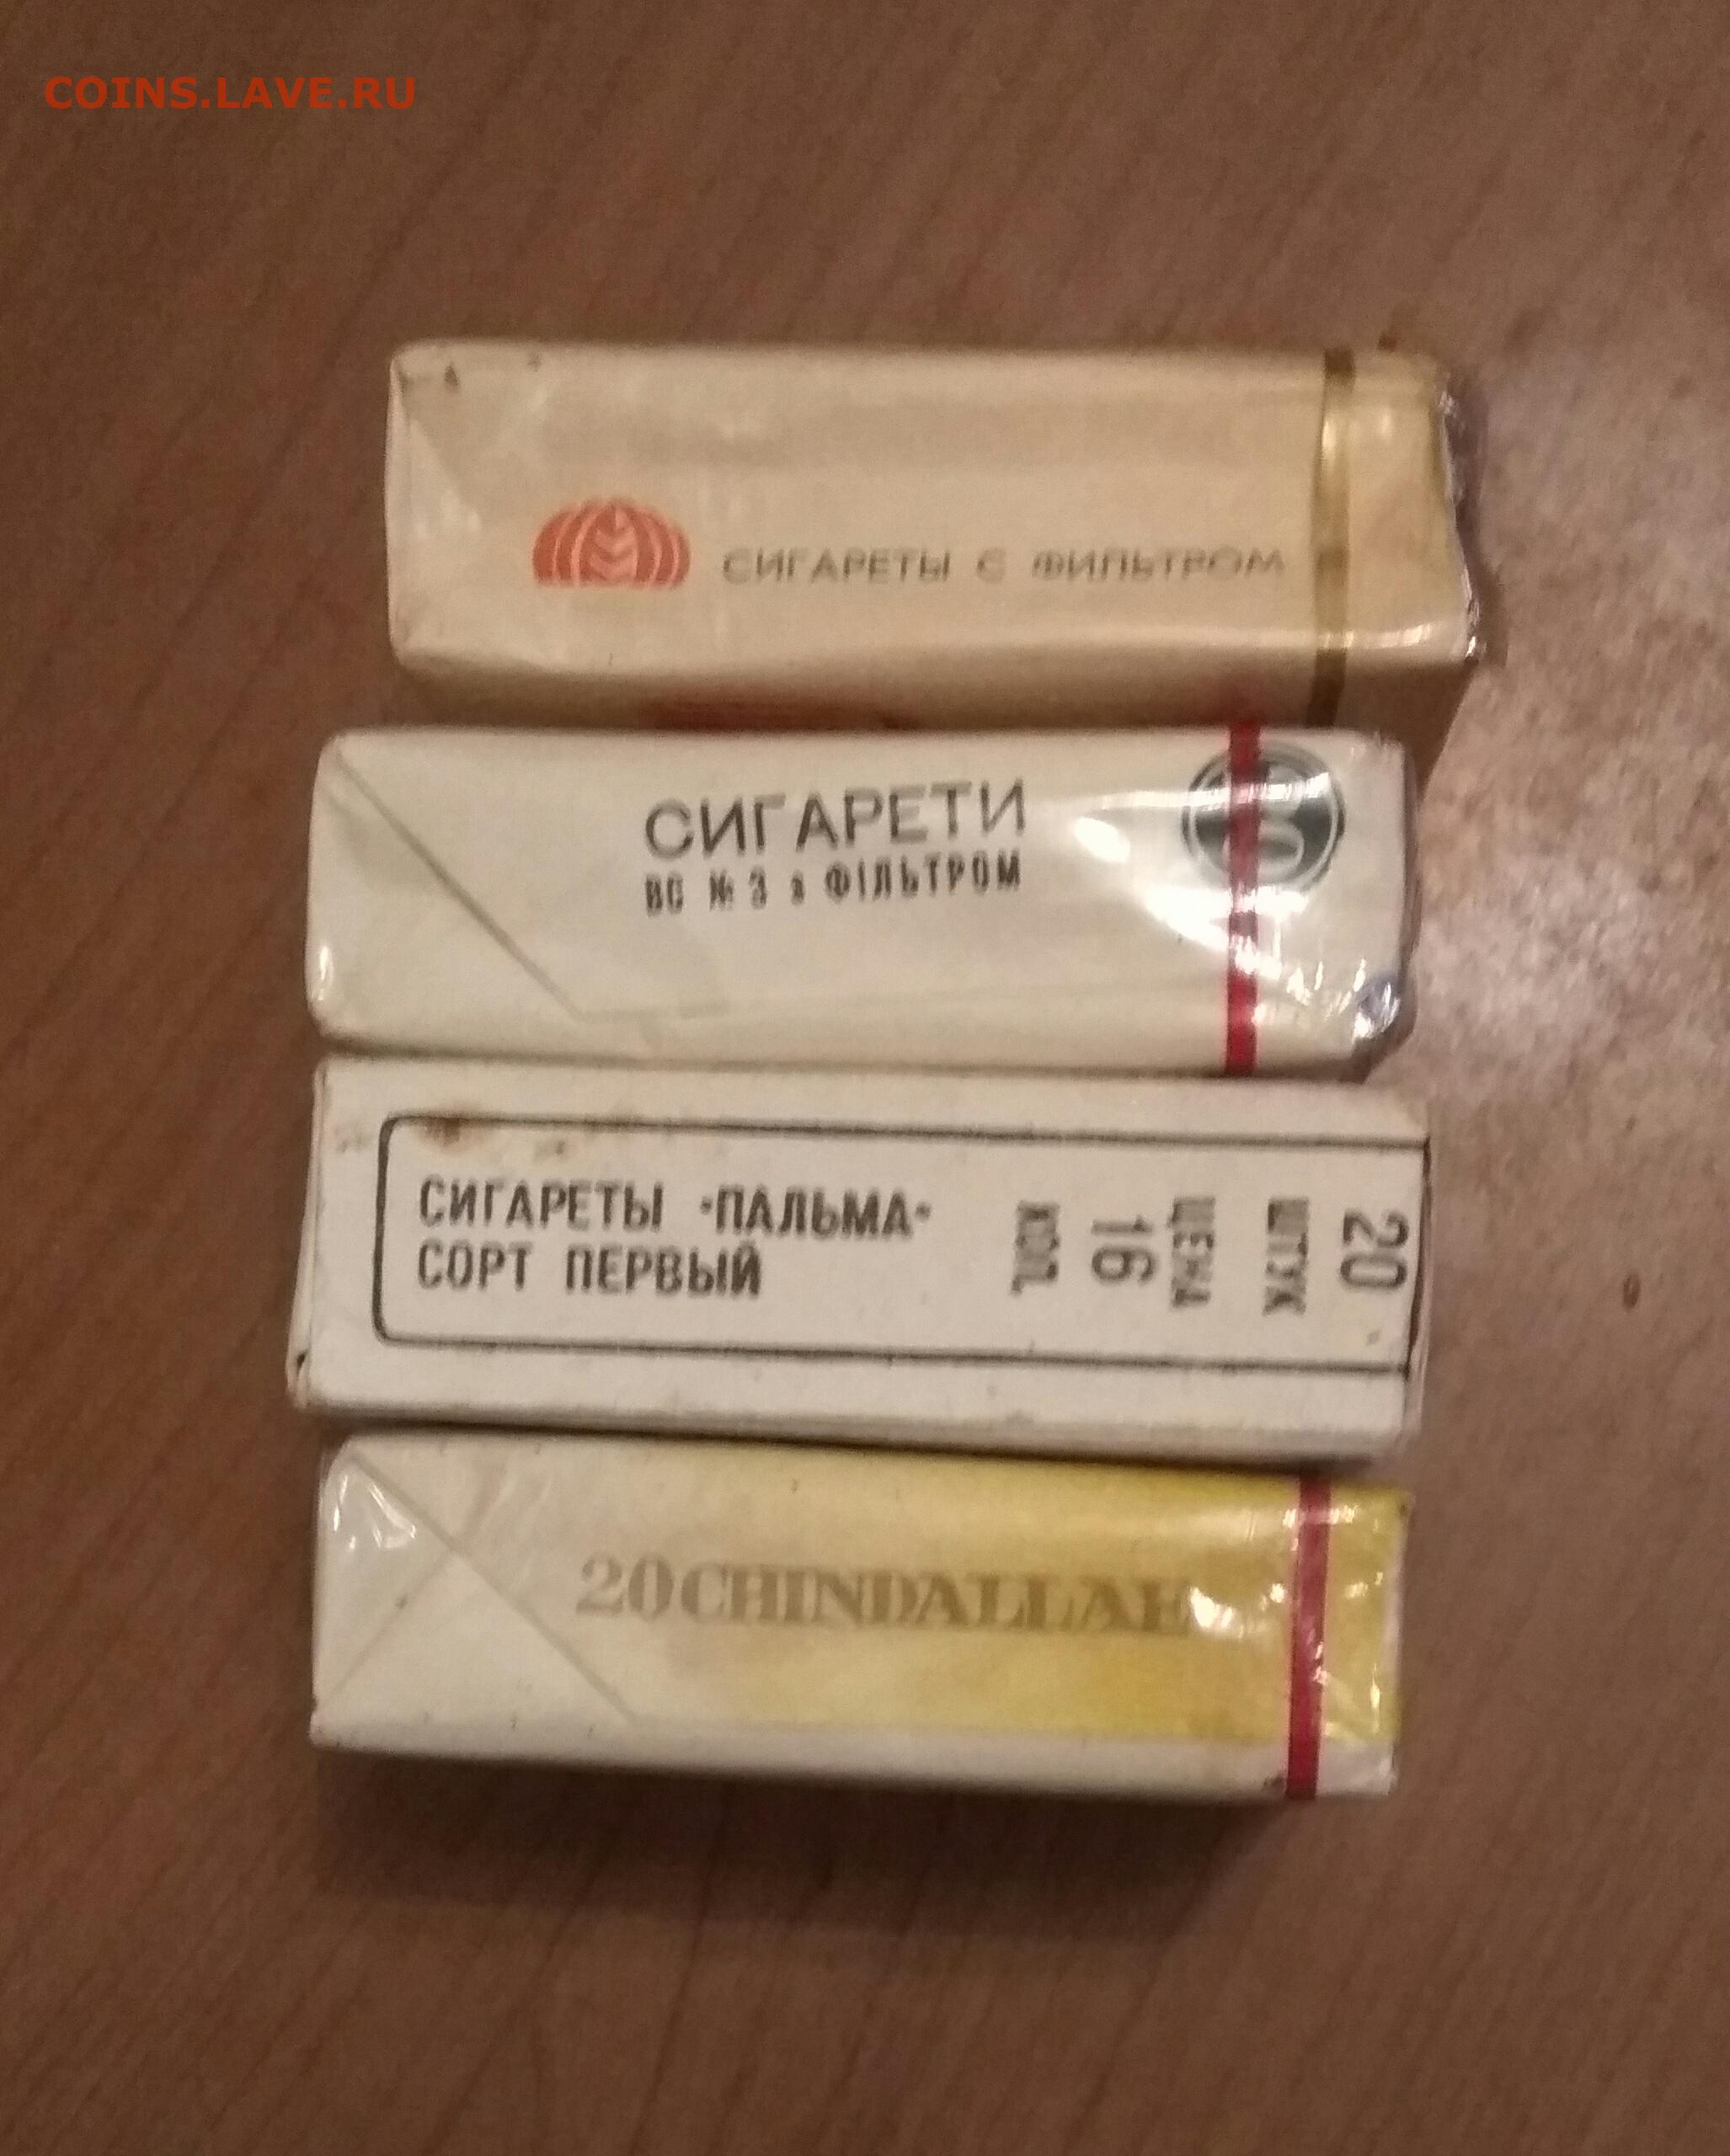 COINS.LAVE.RU
СИГАРЕТЫ С ФИЛЬТРОМ
СИГАРЕТИ
ВС № 3 з ФІЛЬТРОМ
СИГАРЕТЫ «ПАЛЬМА»
СОРТ ПЕРВЫЙ
20
ШТУК
ЦЕНА
16
КОП.
20 CHINDALLAE